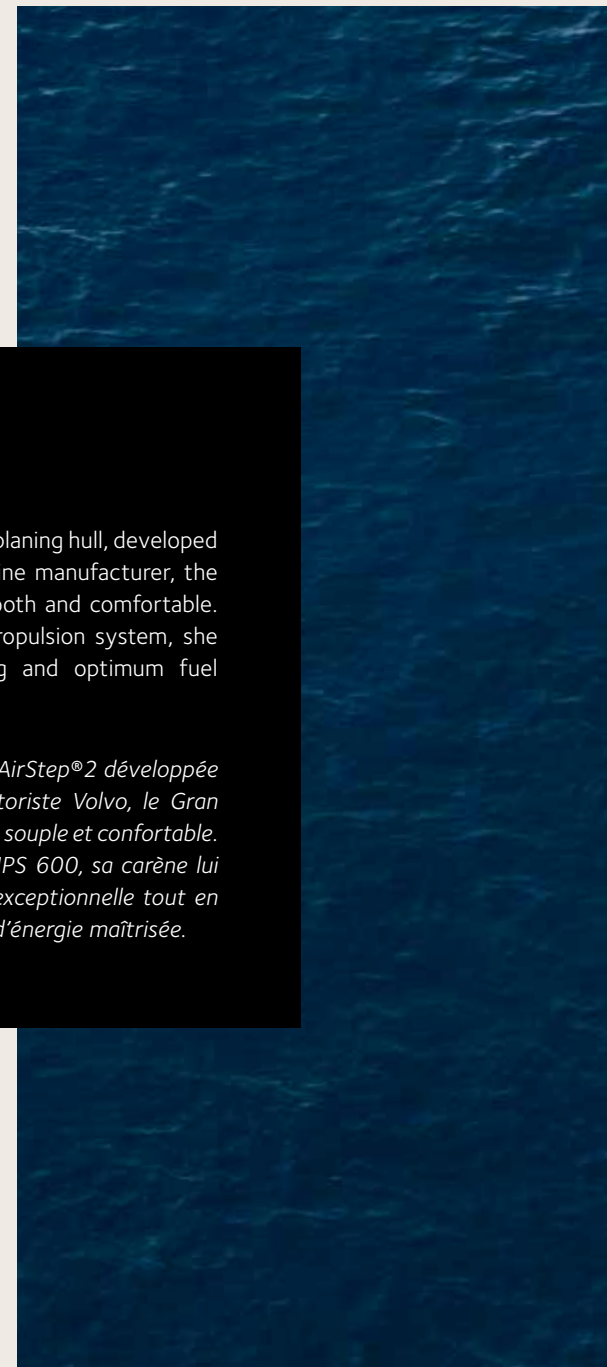 planing hull, developed
ine manufacturer, the
ooth and comfortable.
ropulsion system, she
g and optimum fuel
AirStep®2 développée
toriste Volvo, le Gran
souple et confortable.
IPS 600, sa carène lui
exceptionnelle tout en
d'énergie maîtrisée.